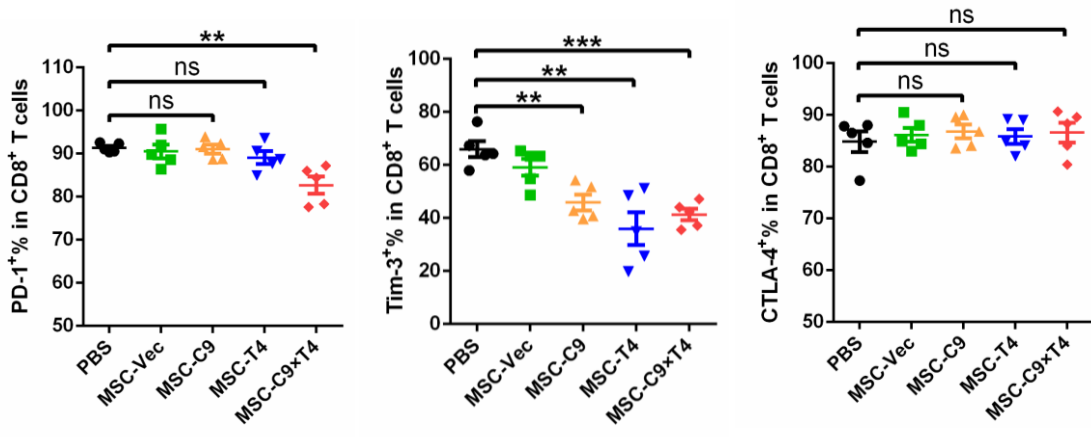 **
ns
ns
PD-1⁺% in CD8⁺ T cells
110
100
90
80
70
60
50
PBS
MSC-Vec
MSC-C9
MSC-T4
MSC-C9×T4
***
**
**
Tim-3⁺% in CD8⁺ T cells
100
80
60
40
20
0
PBS
MSC-Vec
MSC-C9
MSC-T4
MSC-C9×T4
ns
ns
ns
CTLA-4⁺% in CD8⁺ T cells
100
90
80
70
60
50
PBS
MSC-Vec
MSC-C9
MSC-T4
MSC-C9×T4